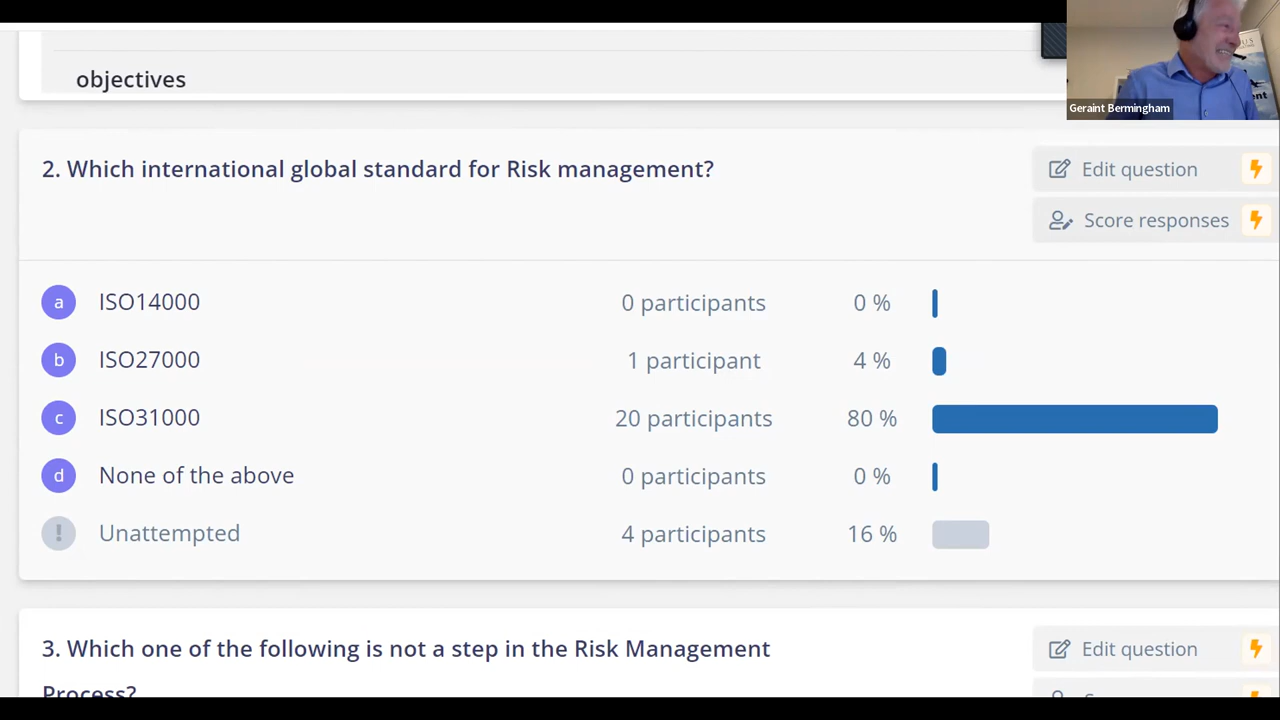 objectives
US
ent
Geraint Bermingham
2. Which international global standard for Risk management?
Edit question
Score responses
a ISO14000 0 participants 0 %
b ISO27000 1 participant 4 %
c ISO31000 20 participants 80 %
d None of the above 0 participants 0 %
! Unattempted 4 participants 16 %
3. Which one of the following is not a step in the Risk Management
Edit question
Process?